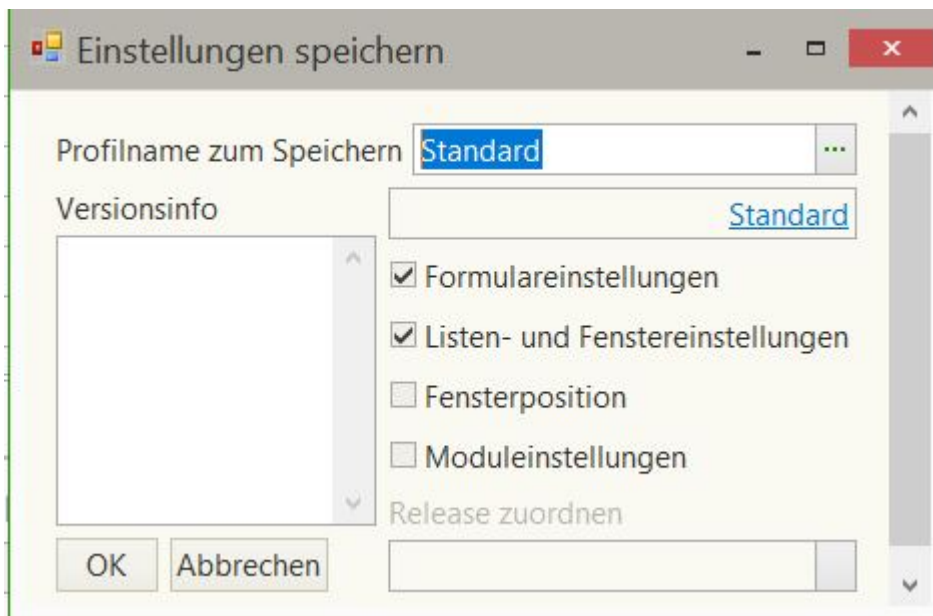 Einstellungen speichern
Profilname zum Speichern Standard ...
Versionsinfo
Standard
Formulareinstellungen
Listen- und Fenstereinstellungen
Fensterposition
Moduleinstellungen
Release zuordnen
OK Abbrechen